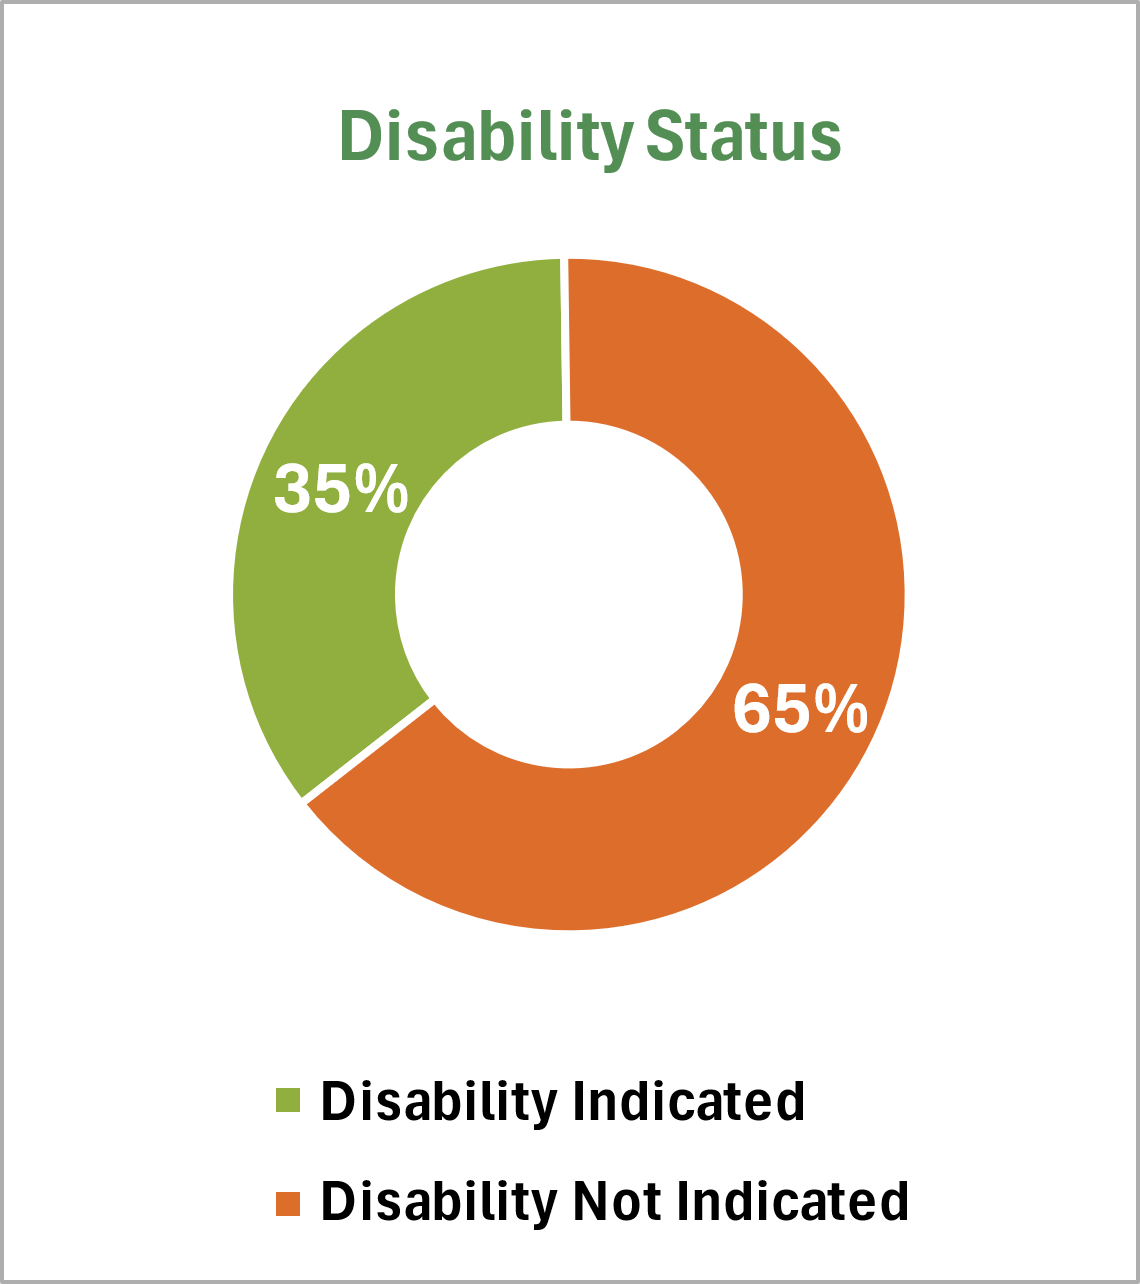 Disability Status
35%
65%
Disability Indicated
Disability Not Indicated